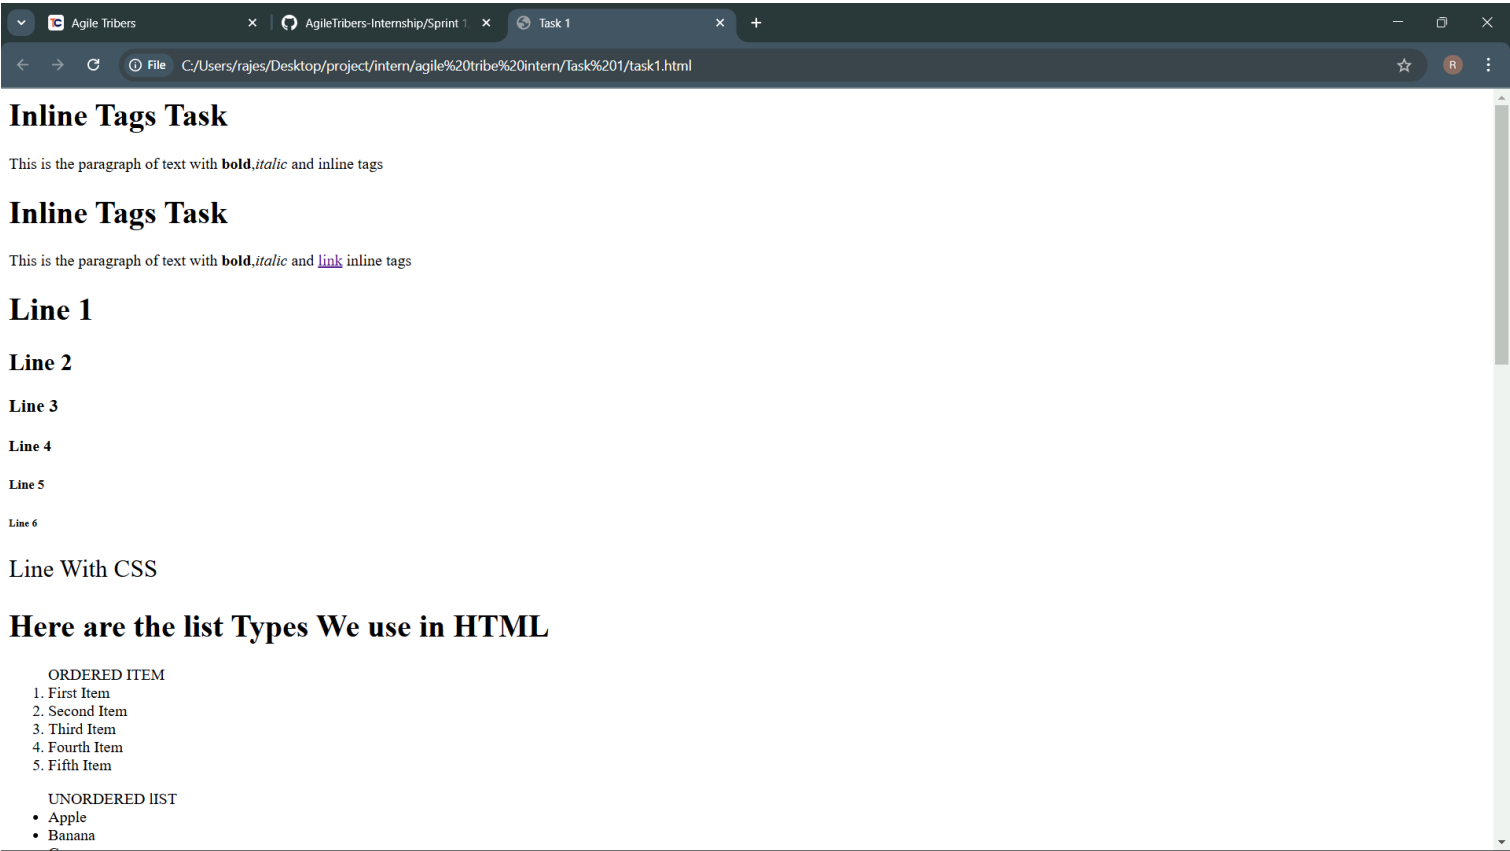 Agile Tribers
AgileTribers-Internship/Sprint 1
Task 1
File C:/Users/rajes/Desktop/project/intern/agile%20tribe%20intern/Task%201/task1.html
R
Inline Tags Task
This is the paragraph of text with bold,italic and inline tags
Inline Tags Task
This is the paragraph of text with bold,italic and link inline tags
Line 1
Line 2
Line 3
Line 4
Line 5
Line 6
Line With CSS
Here are the list Types We use in HTML
ORDERED ITEM
1. First Item
2. Second Item
3. Third Item
4. Fourth Item
5. Fifth Item
UNORDERED lIST
• Apple
• Banana